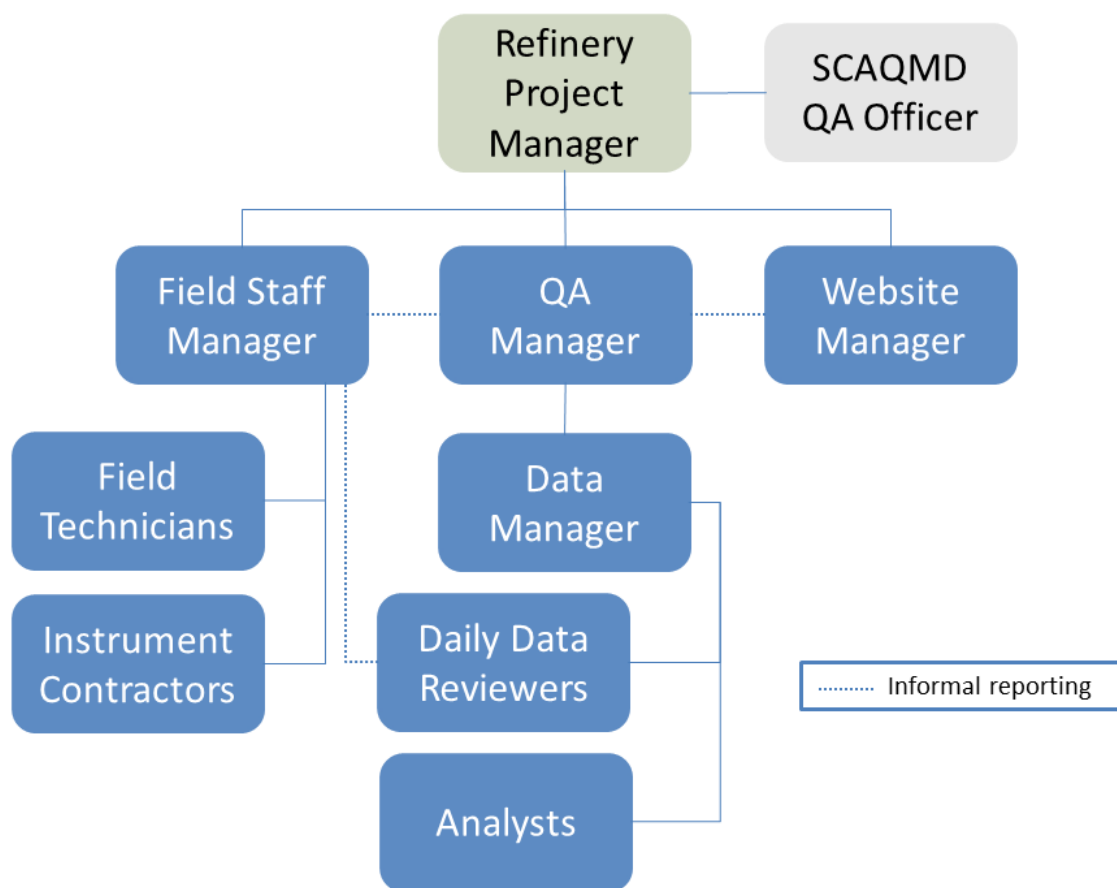 Refinery
Project
Manager
SCAQMD
QA Officer
Field Staff
Manager
QA
Manager
Website
Manager
Field
Technicians
Data
Manager
Instrument
Contractors
Daily Data
Reviewers
Informal reporting
Analysts